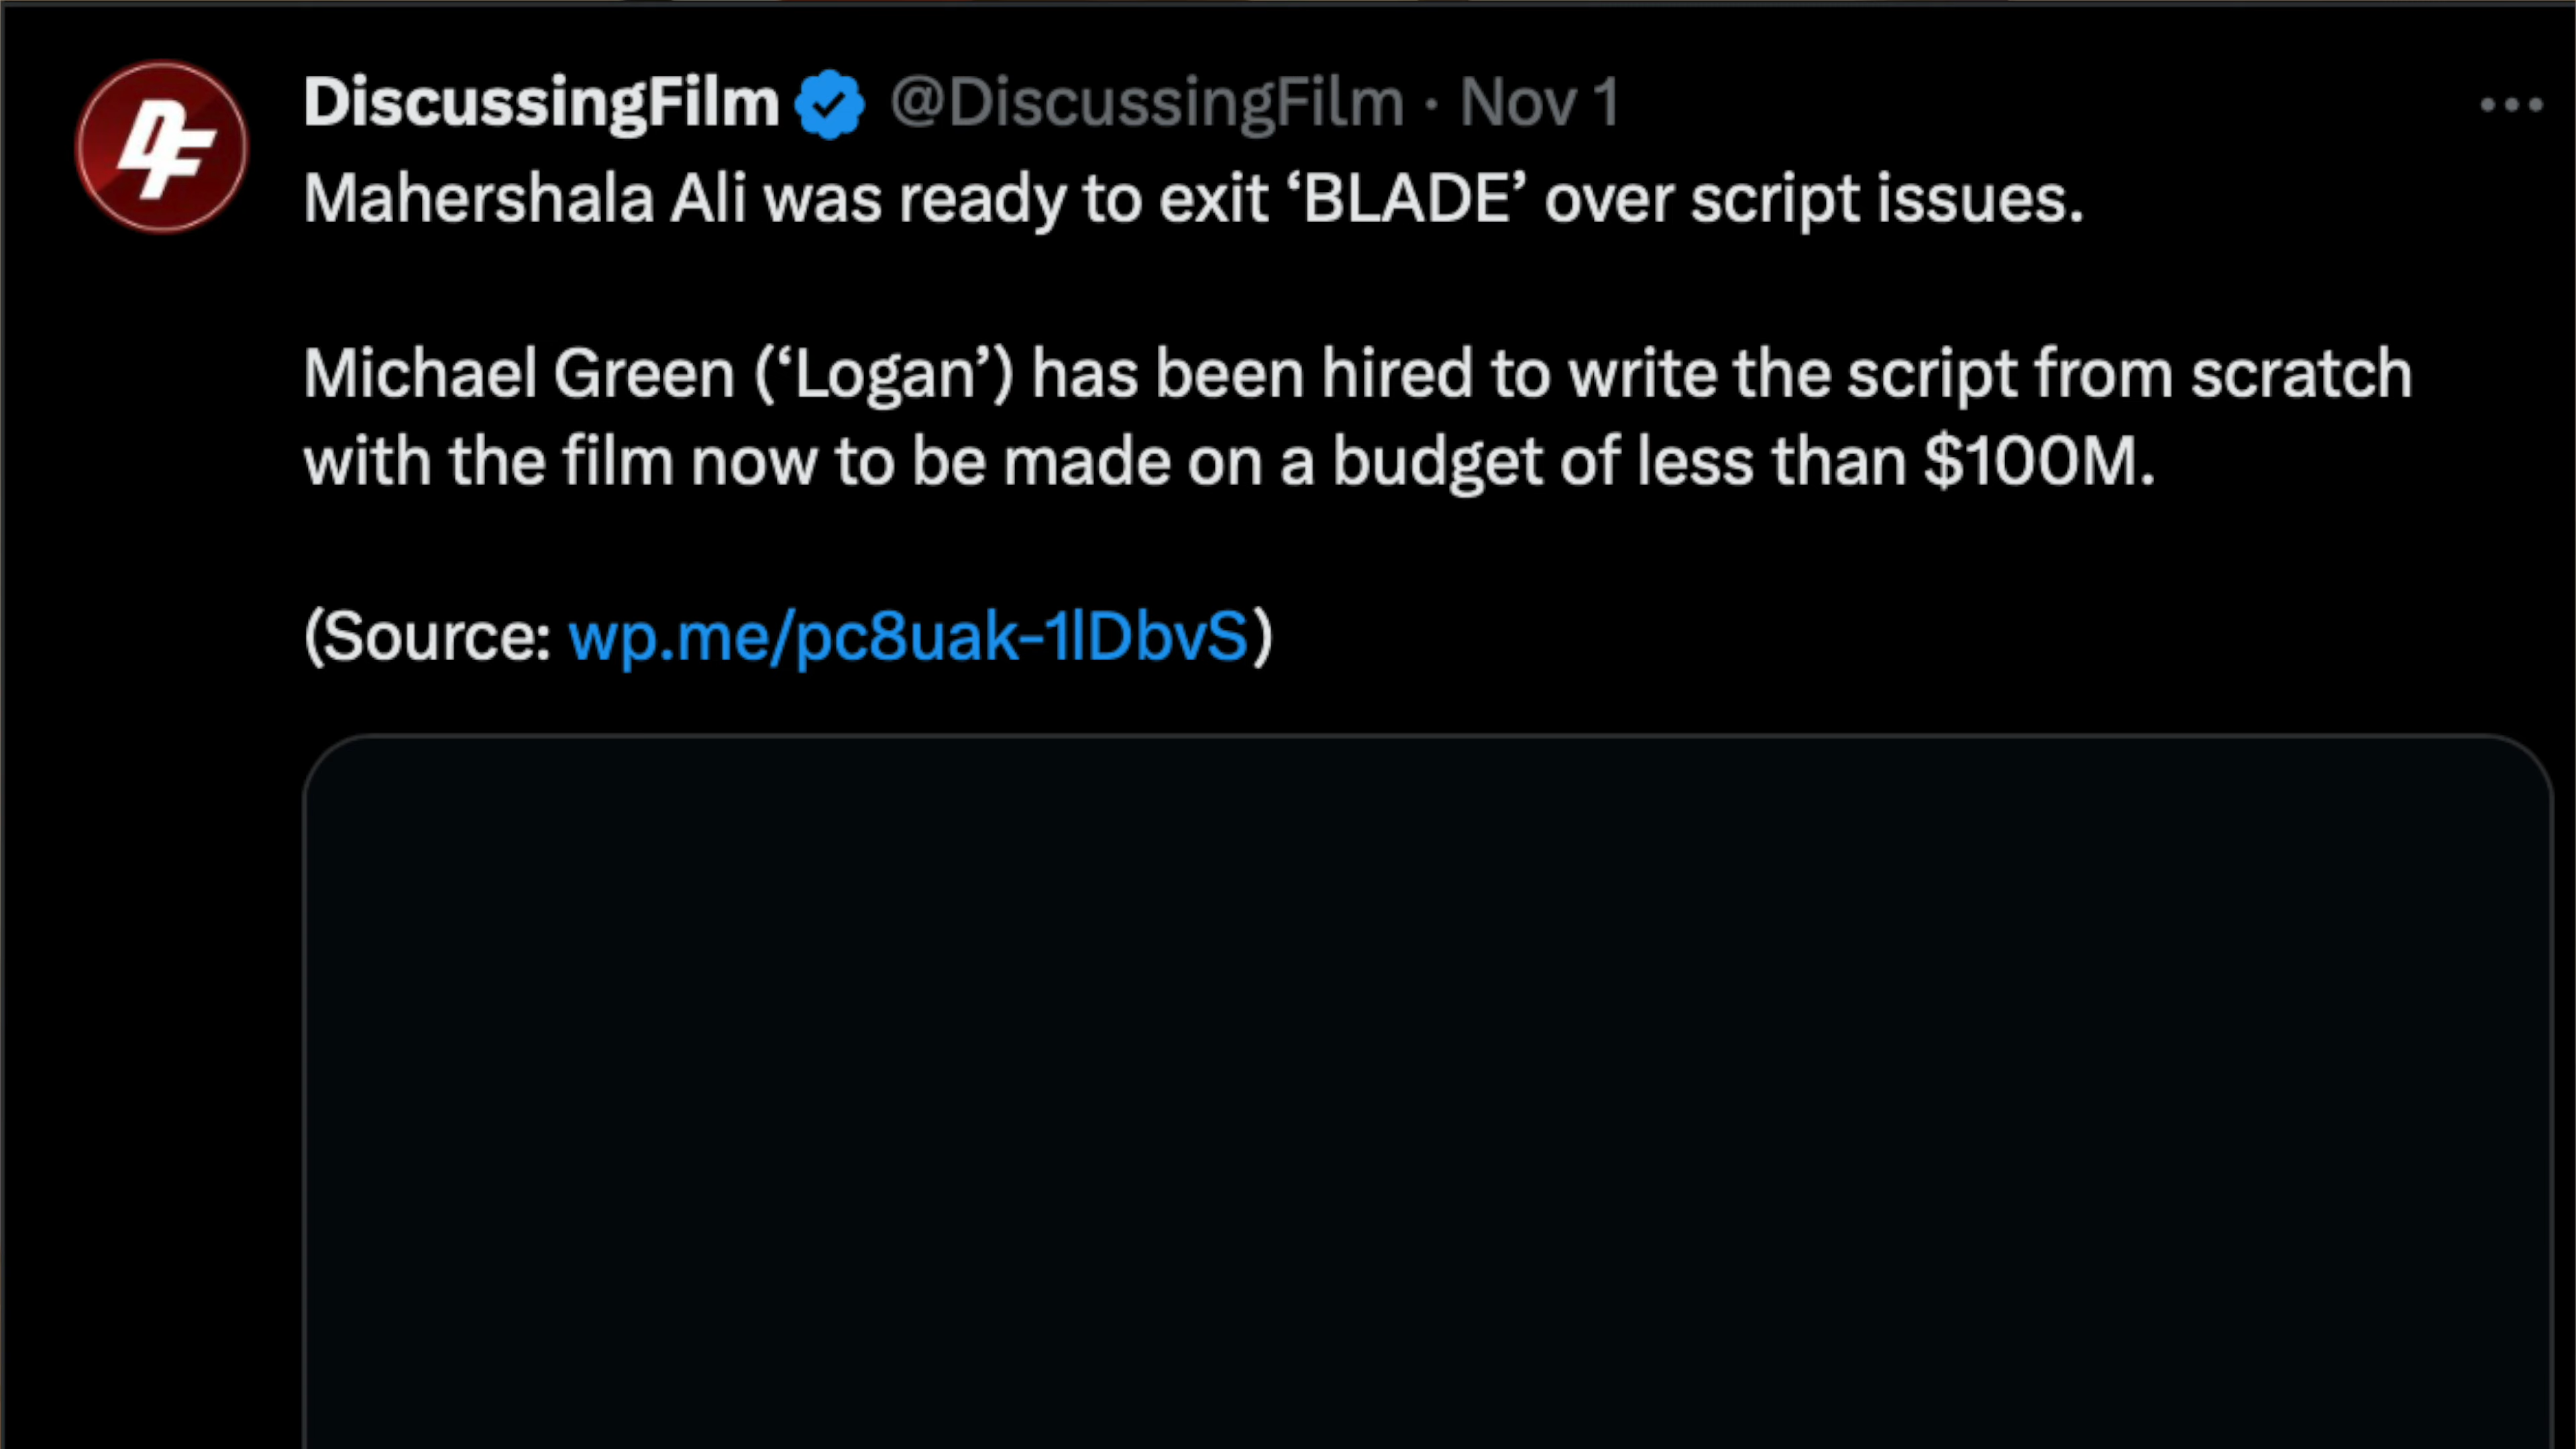 DF
DiscussingFilm @DiscussingFilm · Nov 1
Mahershala Ali was ready to exit ‘BLADE’ over script issues.
Michael Green (‘Logan’) has been hired to write the script from scratch
with the film now to be made on a budget of less than $100M.
(Source: wp.me/pc8uak-1lDbvS)